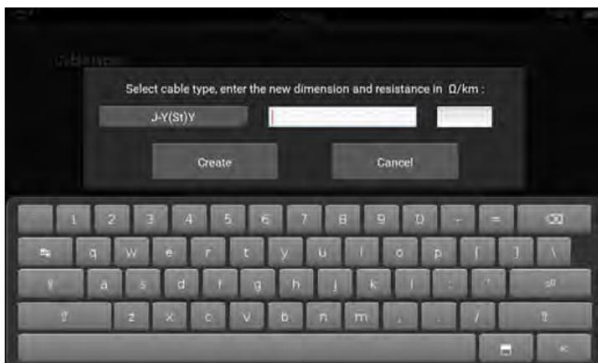 Select cable type, enter the new dimension and resistance in Ω/km :
J-Y(St)Y
Create Cancel
1 2 3 4 5 6 7 8 9 0 - =
q w e r t y u i o p [ ] \
a s d f g h j k l ; '
z x c v b n m , . /